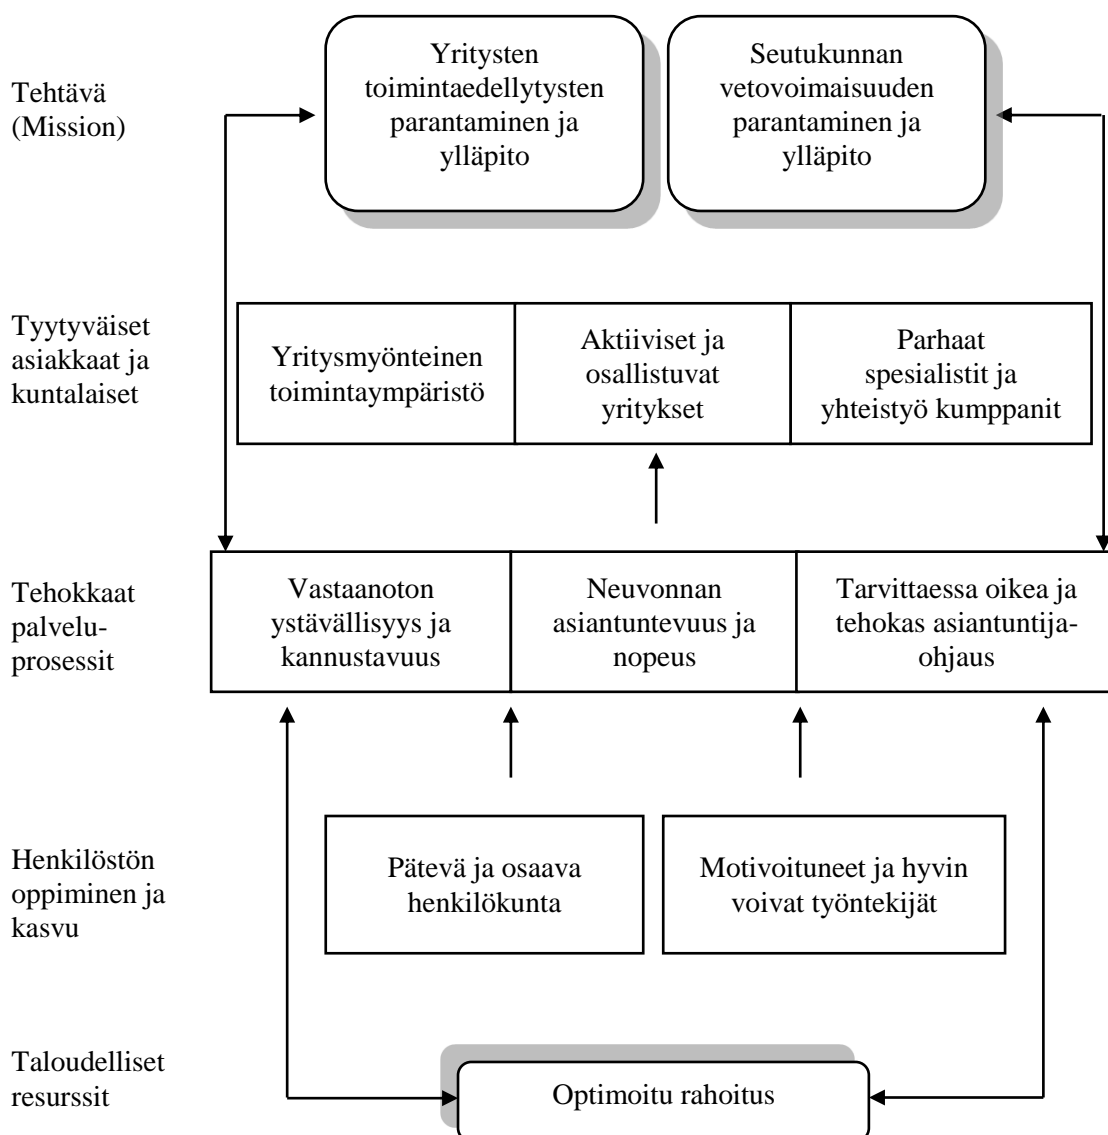 Tehtävä
(Mission)
Yritysten
toimintaedellytysten
parantaminen ja
ylläpito
Seutukunnan
vetovoimaisuuden
parantaminen ja
ylläpito
Tyytyväiset
asiakkaat ja
kuntalaiset
Yritysmyönteinen
toimintaympäristö
Aktiiviset ja
osallistuvat
yritykset
Parhaat
spesialistit ja
yhteistyö kumppanit
Tehokkaat
palvelu-
prosessit
Vastaanoton
ystävällisyys ja
kannustavuus
Neuvonnan
asiantuntevuus ja
nopeus
Tarvittaessa oikea ja
tehokas asiantuntija-
ohjaus
Henkilöstön
oppiminen ja
kasvu
Pätevä ja osaava
henkilökunta
Motivoituneet ja hyvin
voivat työntekijät
Taloudelliset
resurssit
Optimoitu rahoitus